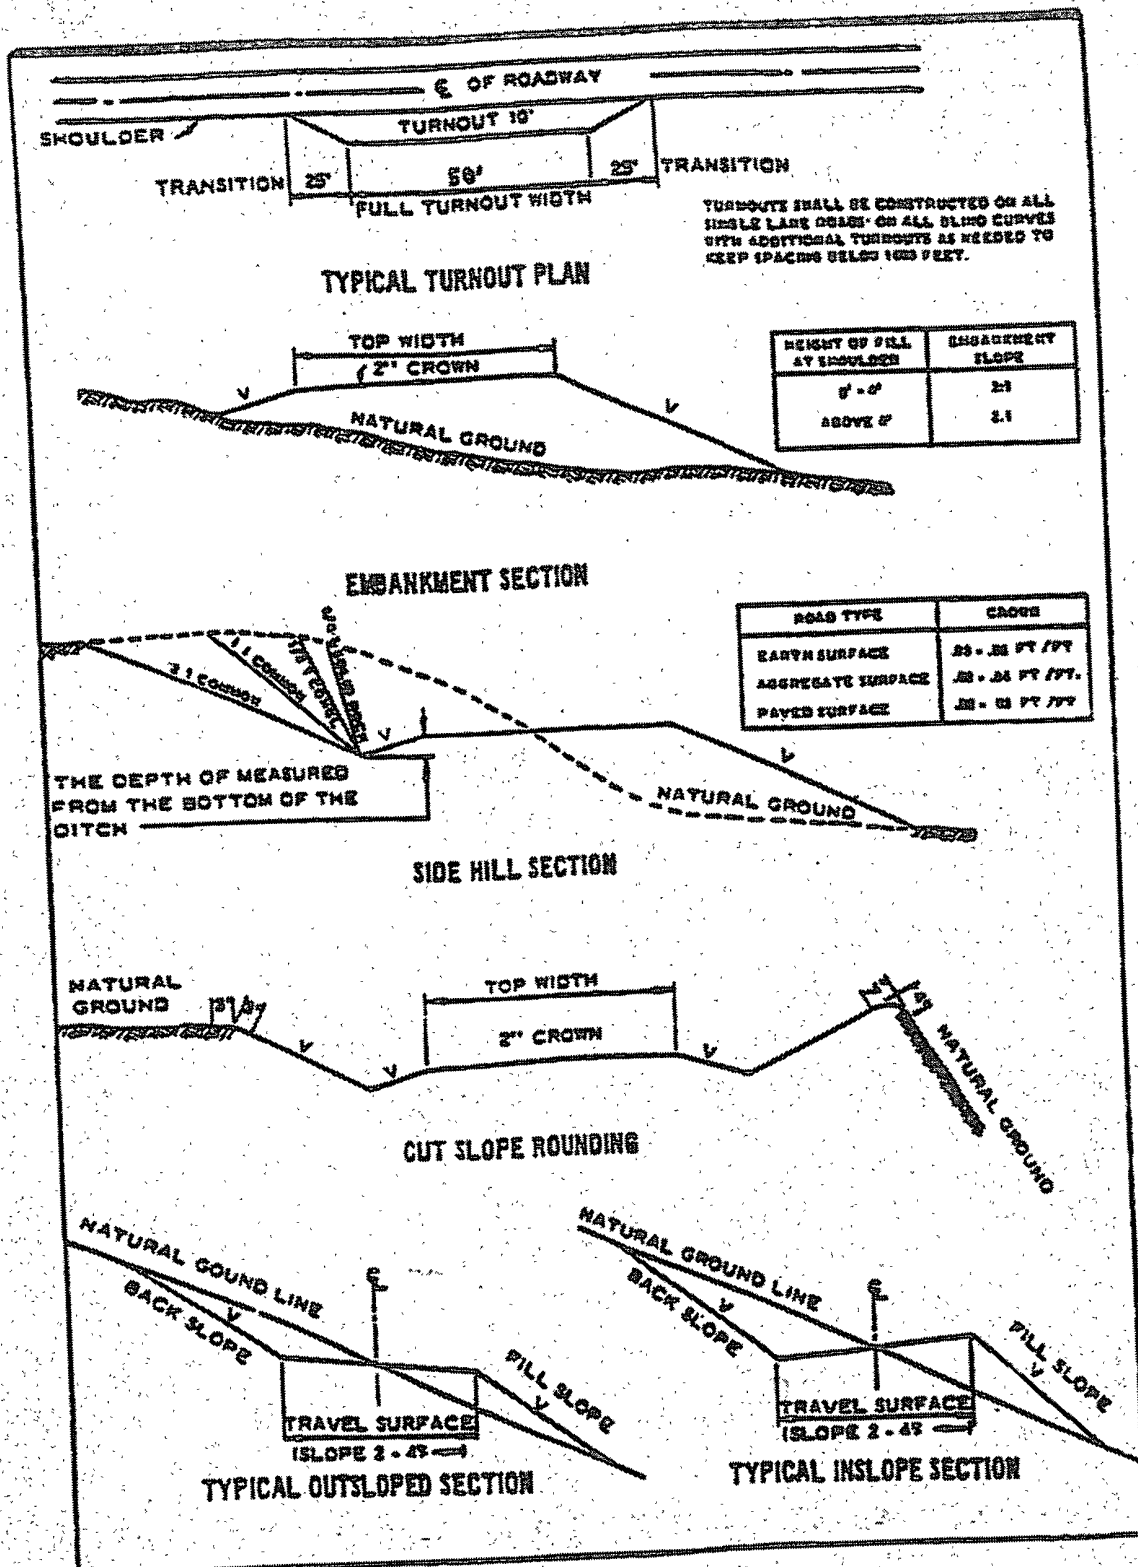 ℄ OF ROADWAY
SHOULDER
TURNOUT 10'
TRANSITION 25' 50' 25' TRANSITION
FULL TURNOUT WIDTH
TURNOUTS SHALL BE CONSTRUCTED ON ALL
SINGLE LANE ROADS ON ALL BLIND CURVES
WITH ADDITIONAL TURNOUTS AS NEEDED TO
KEEP SPACING BELOW FEET.
TYPICAL TURNOUT PLAN
TOP WIDTH
2" CROWN
NATURAL GROUND
HEIGHT OF FILL
AT SHOULDER
EMBANKMENT SECTION
ABOVE
SLOPE
ROAD TYPE
EARTH SURFACE
AGGREGATE SURFACE
PAVED SURFACE
COMMON
COMMON
THE DEPTH OF MEASURED
FROM THE BOTTOM OF THE
DITCH
NATURAL GROUND
SIDE HILL SECTION
NATURAL
GROUND
TOP WIDTH
2" CROWN
NATURAL GROUND
CUT SLOPE ROUNDING
NATURAL GOUND LINE
BACK SLOPE
℄
FILL SLOPE
TRAVEL SURFACE
(SLOPE 2 -
TYPICAL OUTSLOPED SECTION
NATURAL GROUND LINE
BACK SLOPE
℄
FILL SLOPE
TRAVEL SURFACE
(SLOPE 2 -
TYPICAL INSLOPE SECTION